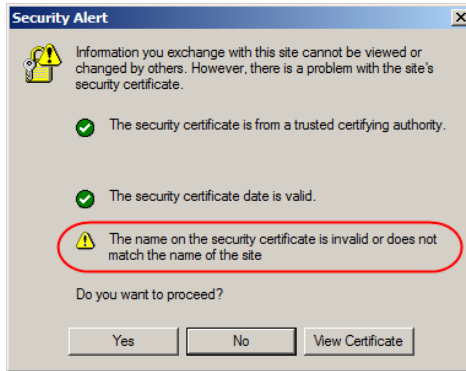 Security Alert
Information you exchange with this site cannot be viewed or
changed by others. However, there is a problem with the site's
security certificate.
The security certificate is from a trusted certifying authority.
The security certificate date is valid.
The name on the security certificate is invalid or does not
match the name of the site
Do you want to proceed?
Yes No View Certificate